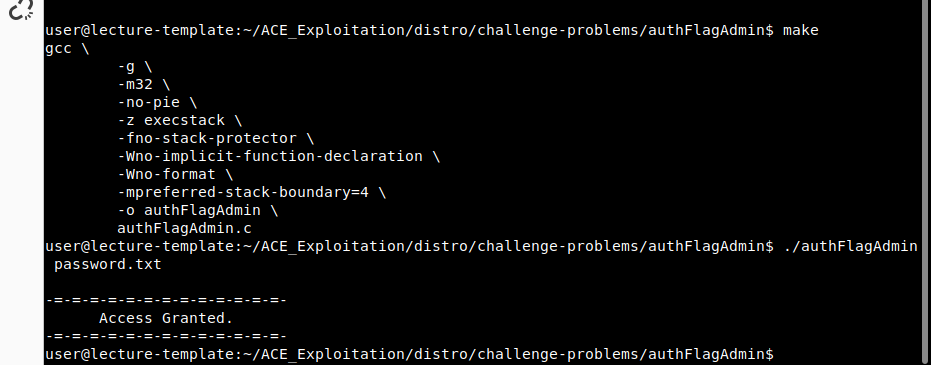 user@lecture-template:~/ACE_Exploitation/distro/challenge-problems/authFlagAdmin$ make
gcc \
-g \
-m32 \
-no-pie \
-z execstack \
-fno-stack-protector \
-Wno-implicit-function-declaration \
-Wno-format \
-mpreferred-stack-boundary=4 \
-o authFlagAdmin \
authFlagAdmin.c
user@lecture-template:~/ACE_Exploitation/distro/challenge-problems/authFlagAdmin$ ./authFlagAdmin
password.txt
-=-=-=-=-=-=-=-=-=-=-=-=-=-
Access Granted.
-=-=-=-=-=-=-=-=-=-=-=-=-=-
user@lecture-template:~/ACE_Exploitation/distro/challenge-problems/authFlagAdmin$